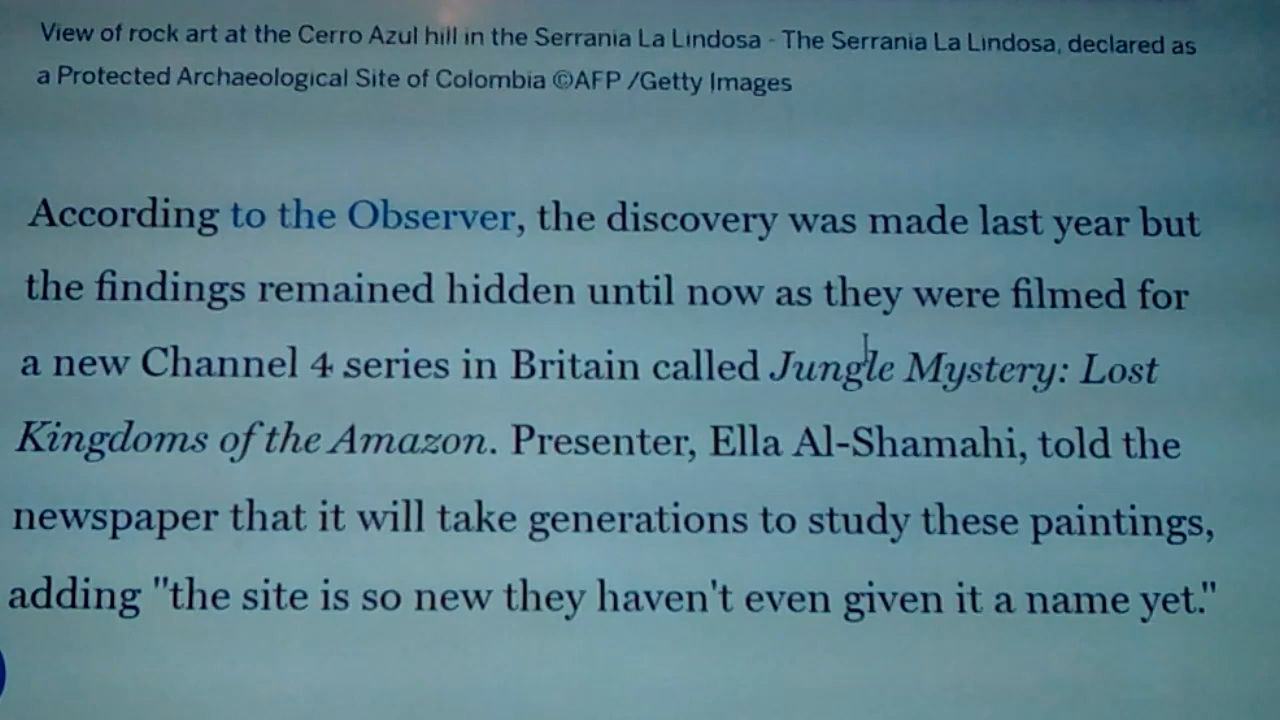 View of rock art at the Cerro Azul hill in the Serrania La Lindosa - The Serrania La Lindosa, declared as
a Protected Archaeological Site of Colombia ©AFP /Getty Images
According to the Observer, the discovery was made last year but
the findings remained hidden until now as they were filmed for
a new Channel 4 series in Britain called Jungle Mystery: Lost
Kingdoms of the Amazon. Presenter, Ella Al-Shamahi, told the
newspaper that it will take generations to study these paintings,
adding "the site is so new they haven't even given it a name yet."